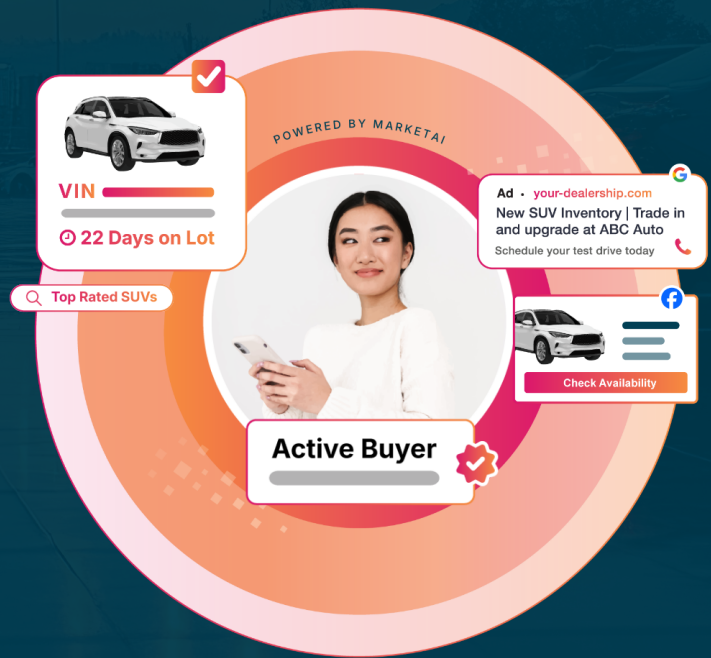 POWERED BY MARKETAI
VIN
22 Days on Lot
Top Rated SUVs
Ad · your-dealership.com
New SUV Inventory | Trade in
and upgrade at ABC Auto
Schedule your test drive today
Check Availability
Active Buyer